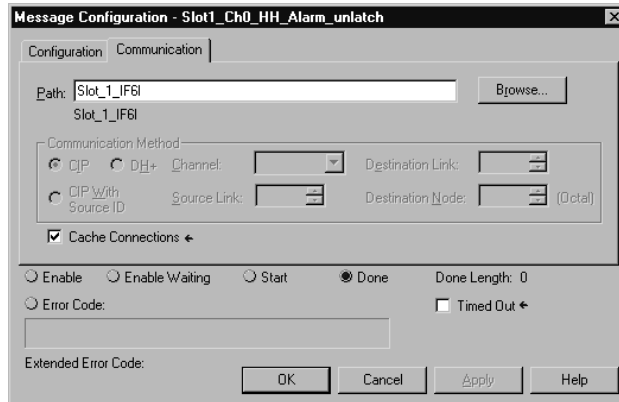 Message Configuration - Slot1_Ch0_HH_Alarm_unlatch
Configuration Communication
Path: Slot_1_IF6I Browse...
Slot_1_IF6I
Communication Method
CIP DH+ Channel: Destination Link:
CIP With Source ID Source Link: Destination Node: (Octal)
Cache Connections ←
Enable Enable Waiting Start Done Done Length: 0
Error Code: Timed Out ←
Extended Error Code:
OK Cancel Apply Help